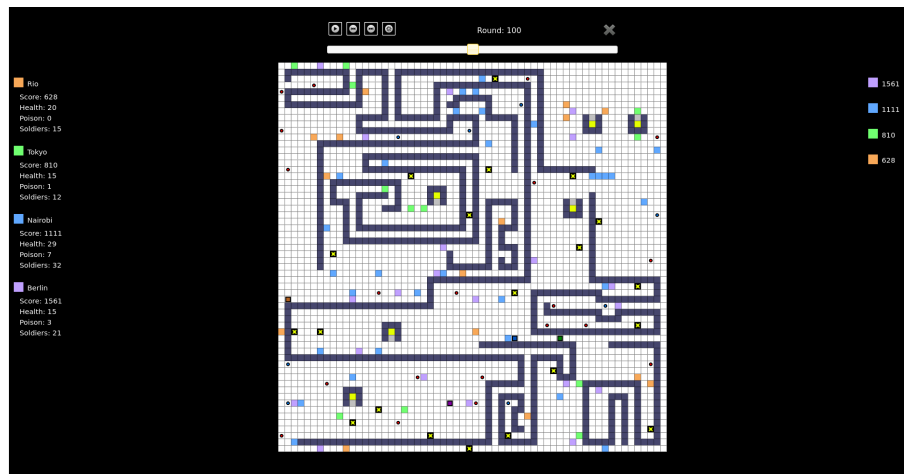 Round: 100
Rio
Score: 628
Health: 20
Poison: 0
Soldiers: 15
Tokyo
Score: 810
Health: 15
Poison: 1
Soldiers: 12
Nairobi
Score: 1111
Health: 29
Poison: 7
Soldiers: 32
Berlin
Score: 1561
Health: 15
Poison: 3
Soldiers: 21
1561
1111
810
628